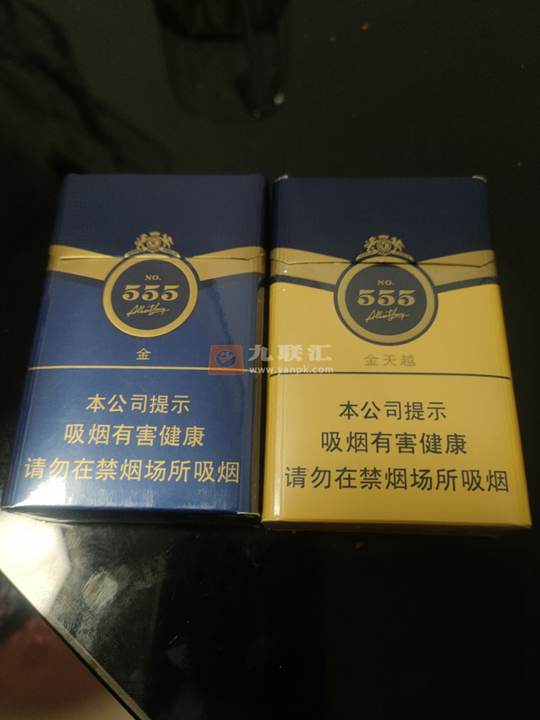 NO.
555
金
本公司提示
吸烟有害健康
请勿在禁烟场所吸烟
NO.
555
金天越
本公司提示
吸烟有害健康
请勿在禁烟场所吸烟
九联汇
www.yanpk.com